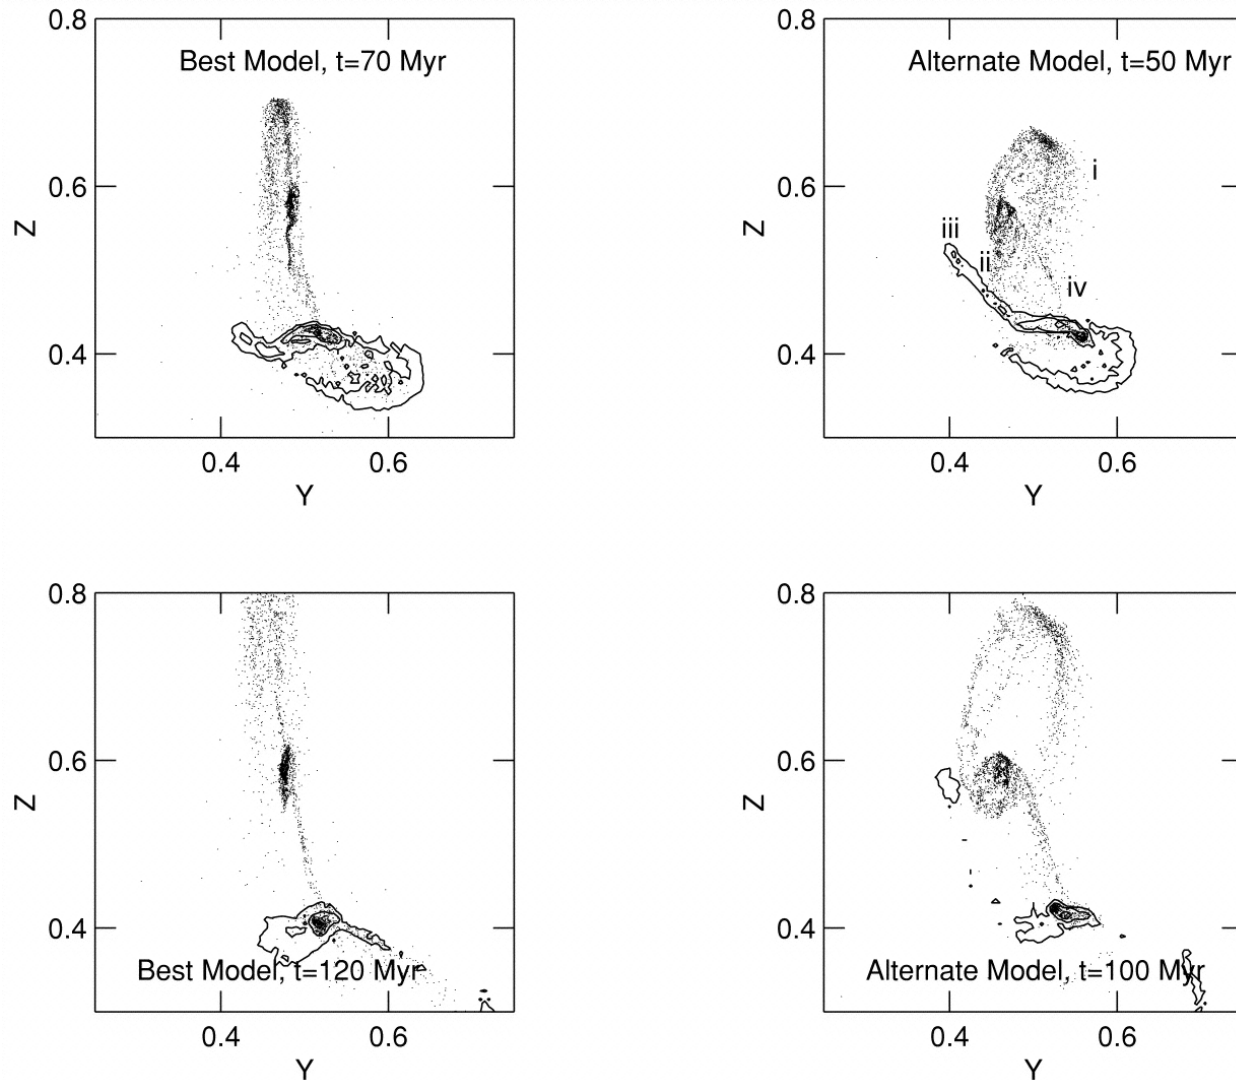 0.8
Best Model, t=70 Myr
0.6
Z
0.4
0.4
0.6
Y
0.8
Alternate Model, t=50 Myr
i
0.6
Z
iii
ii
iv
0.4
0.4
0.6
Y
0.8
0.6
Z
0.4
Best Model, t=120 Myr
0.4
0.6
Y
0.8
0.6
Z
0.4
Alternate Model, t=100 Myr
0.4
0.6
Y